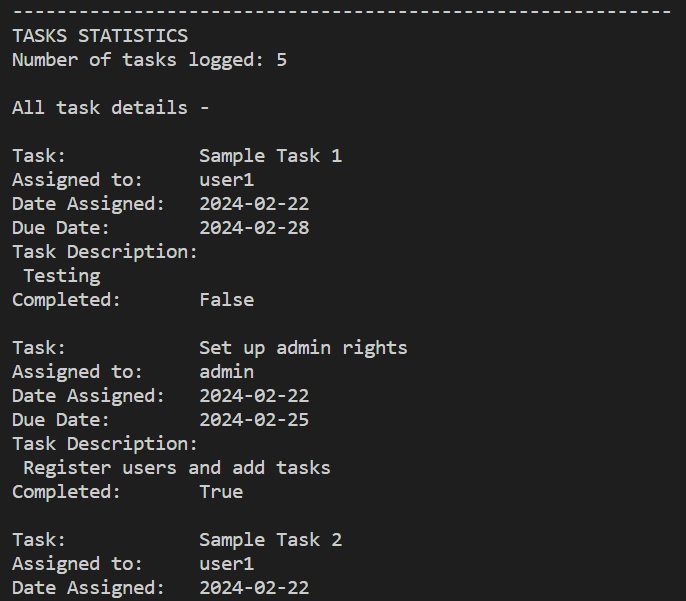 ------------------------------------------------------------
TASKS STATISTICS
Number of tasks logged: 5
All task details -
Task:            Sample Task 1
Assigned to:     user1
Date Assigned:   2024-02-22
Due Date:        2024-02-28
Task Description:
 Testing
Completed:       False
Task:            Set up admin rights
Assigned to:     admin
Date Assigned:   2024-02-22
Due Date:        2024-02-25
Task Description:
 Register users and add tasks
Completed:       True
Task:            Sample Task 2
Assigned to:     user1
Date Assigned:   2024-02-22